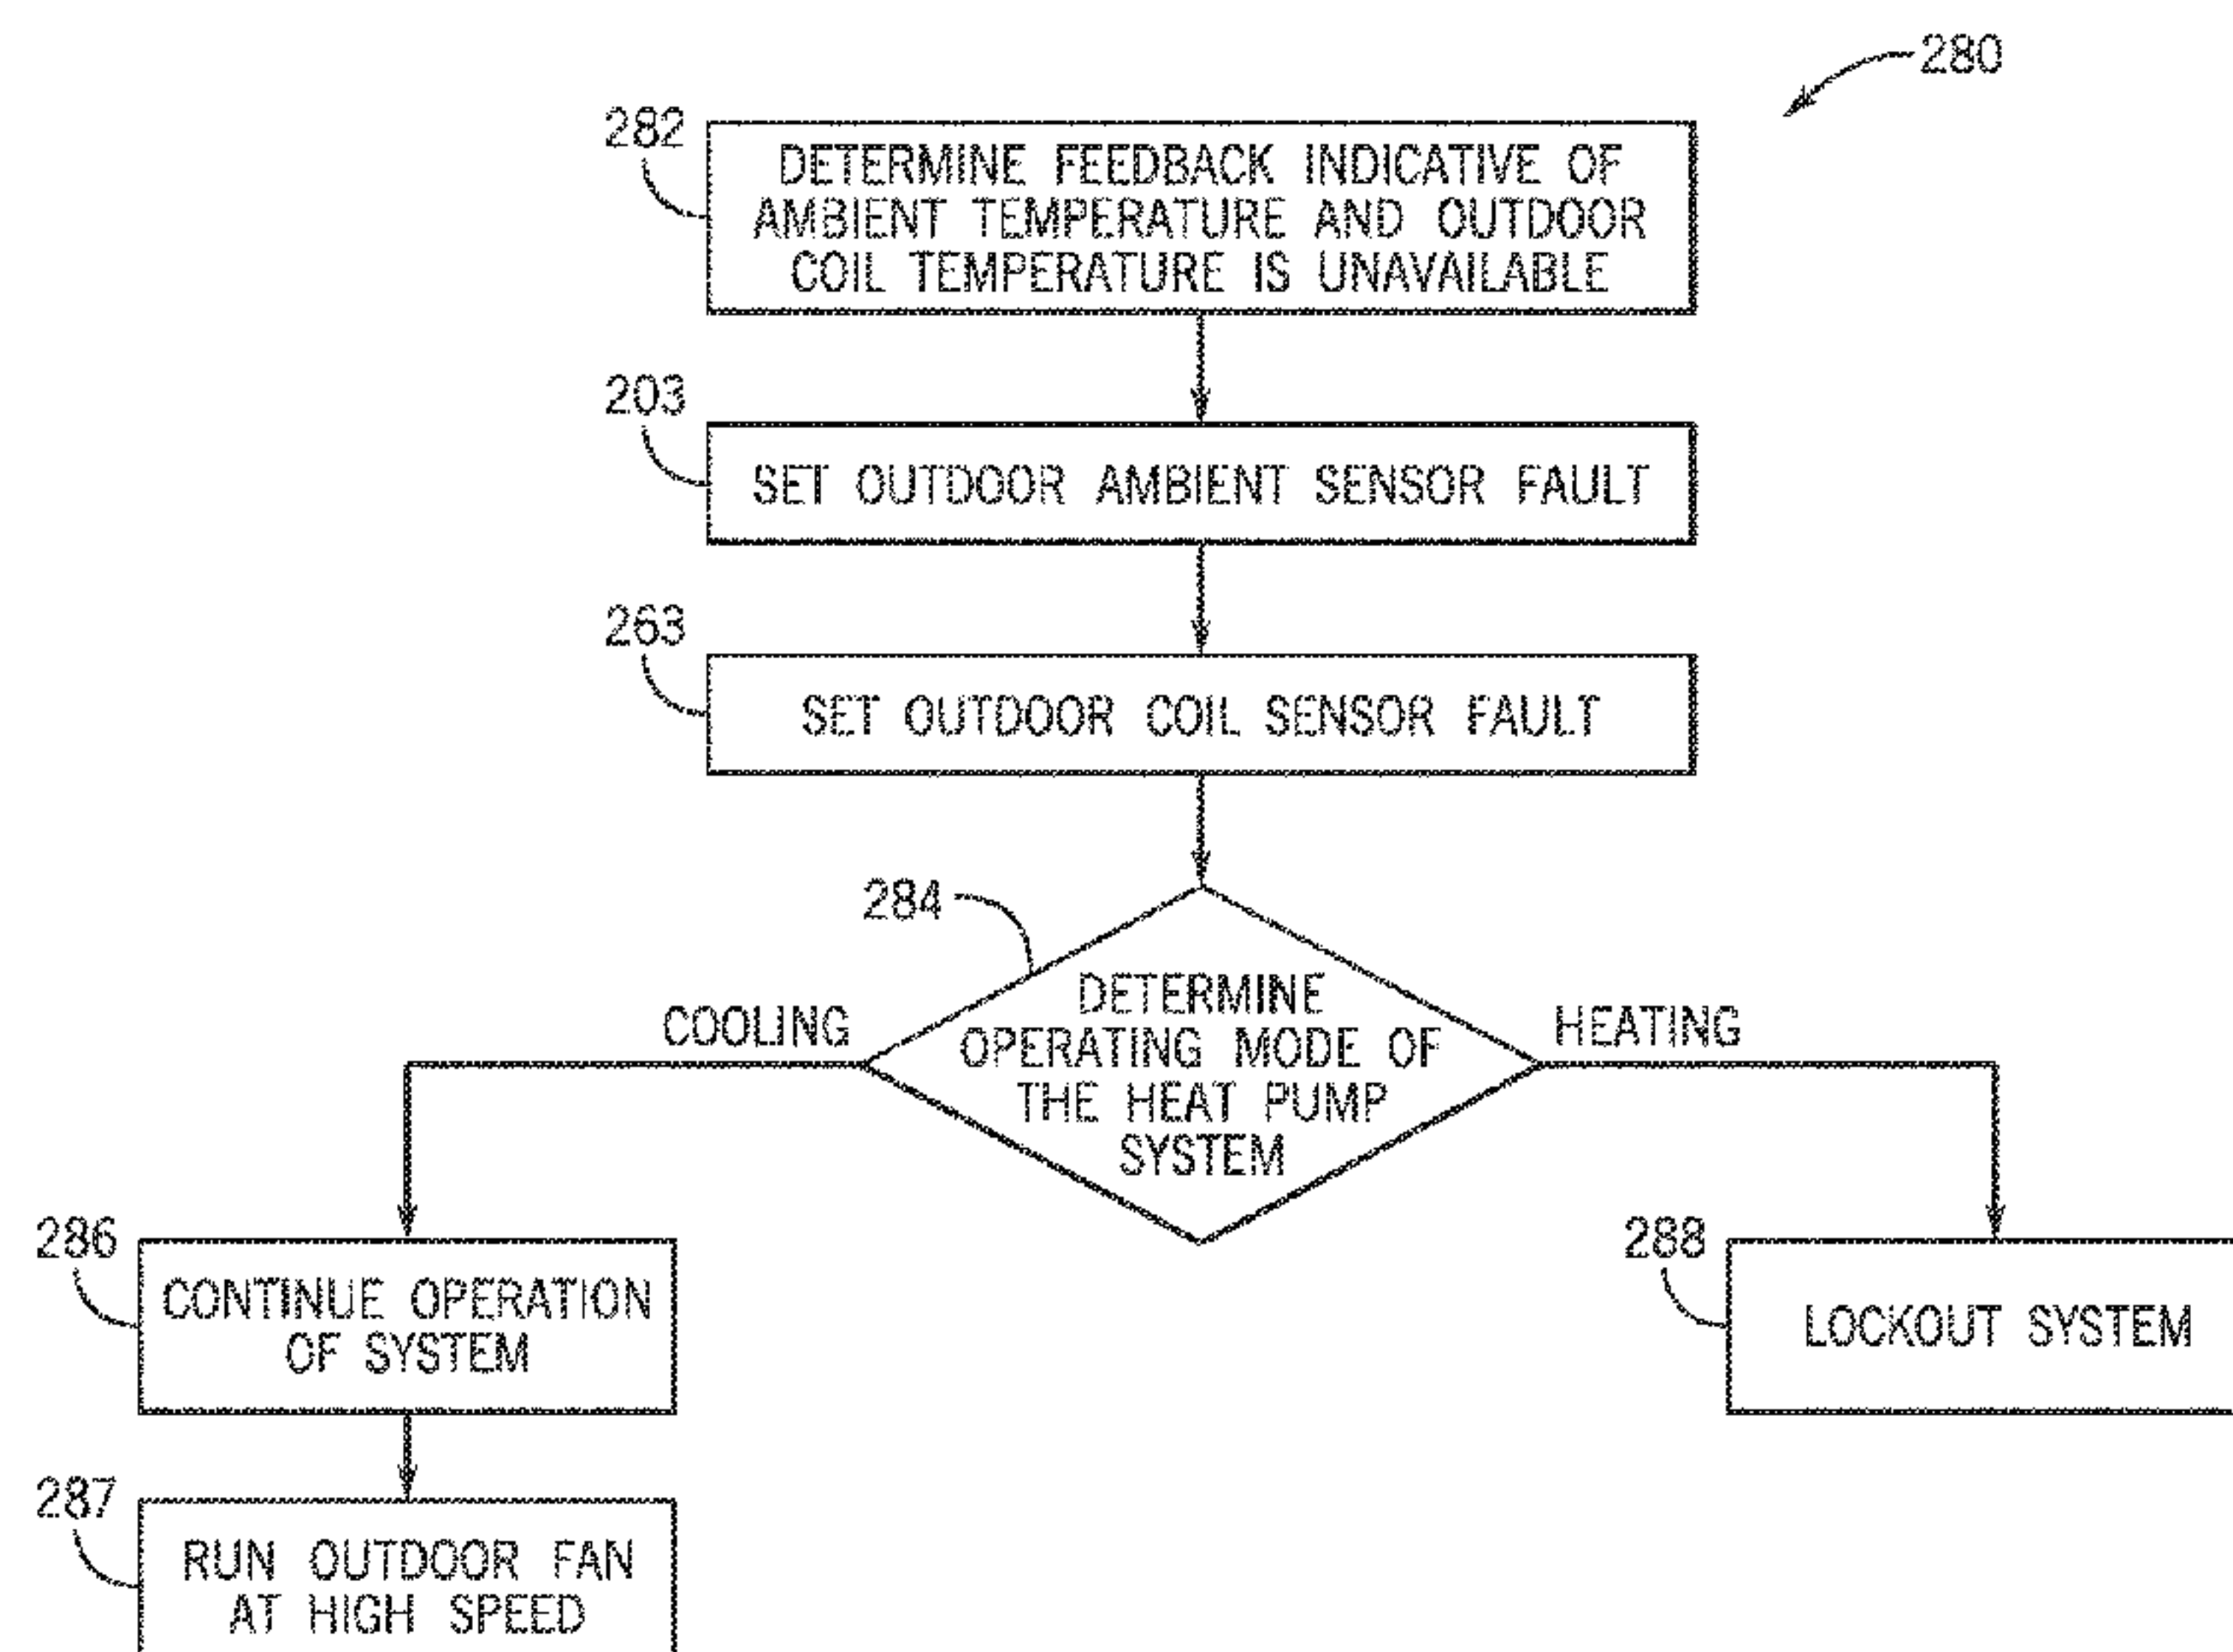 280
282
DETERMINE FEEDBACK INDICATIVE OF
AMBIENT TEMPERATURE AND OUTDOOR
COIL TEMPERATURE IS UNAVAILABLE
203
SET OUTDOOR AMBIENT SENSOR FAULT
263
SET OUTDOOR COIL SENSOR FAULT
284
DETERMINE
OPERATING MODE OF
THE HEAT PUMP
SYSTEM
COOLING
HEATING
286
CONTINUE OPERATION
OF SYSTEM
288
LOCKOUT SYSTEM
287
RUN OUTDOOR FAN
AT HIGH SPEED